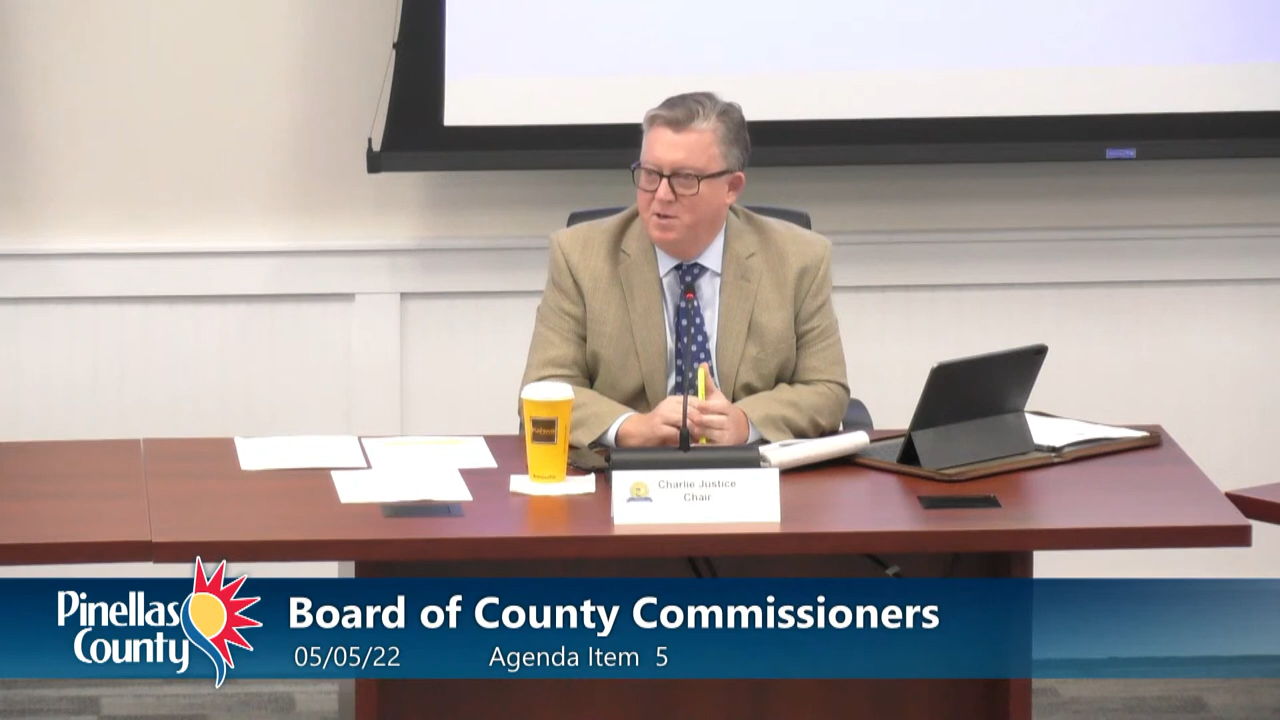 Charlie Justice
Chair
Pinellas
County
Board of County Commissioners
05/05/22 Agenda Item 5